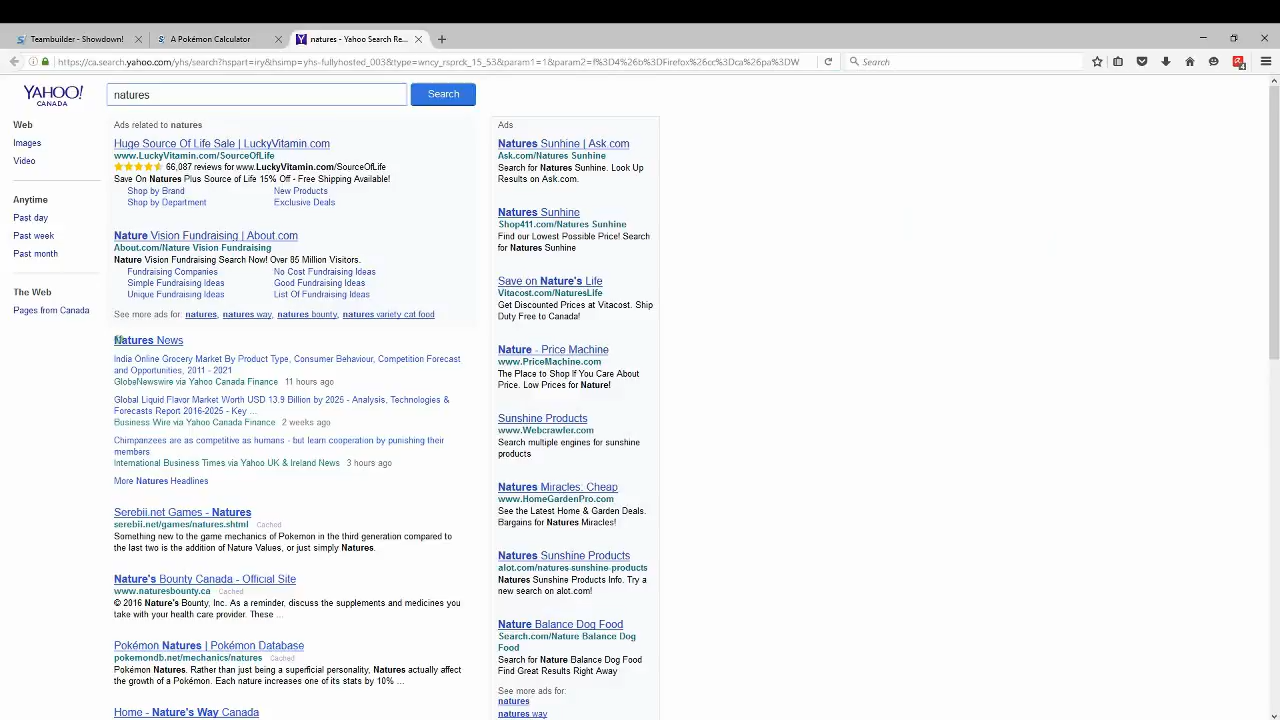 Teambuilder - Showdown!
A Pokémon Calculator
natures - Yahoo Search Re...
https://ca.search.yahoo.com/yhs/search?hspart=iry&hsimp=yhs-fullyhosted_003&type=wncy_rsprck_15_53&param1=1&param2=f%3D4%26b%3DFirefox%26cc%3Dca%26pa%3DW
Search
YAHOO!
CANADA
natures
Search
Web
Images
Video
Anytime
Past day
Past week
Past month
The Web
Pages from Canada
Ads related to natures
Huge Source Of Life Sale | LuckyVitamin.com
www.LuckyVitamin.com/SourceOfLife
66,087 reviews for www.LuckyVitamin.com/SourceOfLife
Save On Natures Plus Source of Life 15% Off - Free Shipping Available!
Shop by Brand New Products
Shop by Department Exclusive Deals
Nature Vision Fundraising | About.com
About.com/Nature Vision Fundraising
Nature Vision Fundraising Search Now! Over 85 Million Visitors.
Fundraising Companies No Cost Fundraising Ideas
Simple Fundraising Ideas Good Fundraising Ideas
Unique Fundraising Ideas List Of Fundraising Ideas
See more ads for: natures, natures way, natures bounty, natures variety cat food
Natures News
India Online Grocery Market By Product Type, Consumer Behaviour, Competition Forecast
and Opportunities, 2011 - 2021
GlobeNewswire via Yahoo Canada Finance 11 hours ago
Global Liquid Flavor Market Worth USD 13.9 Billion by 2025 - Analysis, Technologies &
Forecasts Report 2016-2025 - Key ...
Business Wire via Yahoo Canada Finance 2 weeks ago
Chimpanzees are as competitive as humans - but learn cooperation by punishing their
members
International Business Times via Yahoo UK & Ireland News 3 hours ago
More Natures Headlines
Serebii.net Games - Natures
serebii.net/games/natures.shtml Cached
Something new to the game mechanics of Pokemon in the third generation compared to
the last two is the addition of Nature Values, or just simply Natures.
Nature's Bounty Canada - Official Site
www.naturesbounty.ca Cached
© 2016 Nature's Bounty, Inc. As a reminder, discuss the supplements and medicines you
take with your health care provider. These ...
Pokémon Natures | Pokémon Database
pokemondb.net/mechanics/natures Cached
Pokémon Natures. Rather than just being a superficial personality, Natures actually affect
the growth of a Pokémon. Each nature increases one of its stats by 10% ...
Home - Nature's Way Canada
Ads
Natures Sunhine | Ask.com
Ask.com/Natures Sunhine
Search for Natures Sunhine. Look Up
Results on Ask.com.
Natures Sunhine
Shop411.com/Natures Sunhine
Find our Lowest Possible Price! Search
for Natures Sunhine
Save on Nature's Life
Vitacost.com/NaturesLife
Get Discounted Prices at Vitacost. Ship
Duty Free to Canada!
Nature - Price Machine
www.PriceMachine.com
The Place to Shop If You Care About
Price. Low Prices for Nature!
Sunshine Products
www.Webcrawler.com
Search multiple engines for sunshine
products
Natures Miracles: Cheap
www.HomeGardenPro.com
See the Latest Home & Garden Deals.
Bargains for Natures Miracles!
Natures Sunshine Products
alot.com/natures-sunshine-products
Natures Sunshine Products Info. Try a
new search on alot.com!
Nature Balance Dog Food
Search.com/Nature Balance Dog
Food
Search for Nature Balance Dog Food
Find Great Results Right Away
See more ads for:
natures
natures way